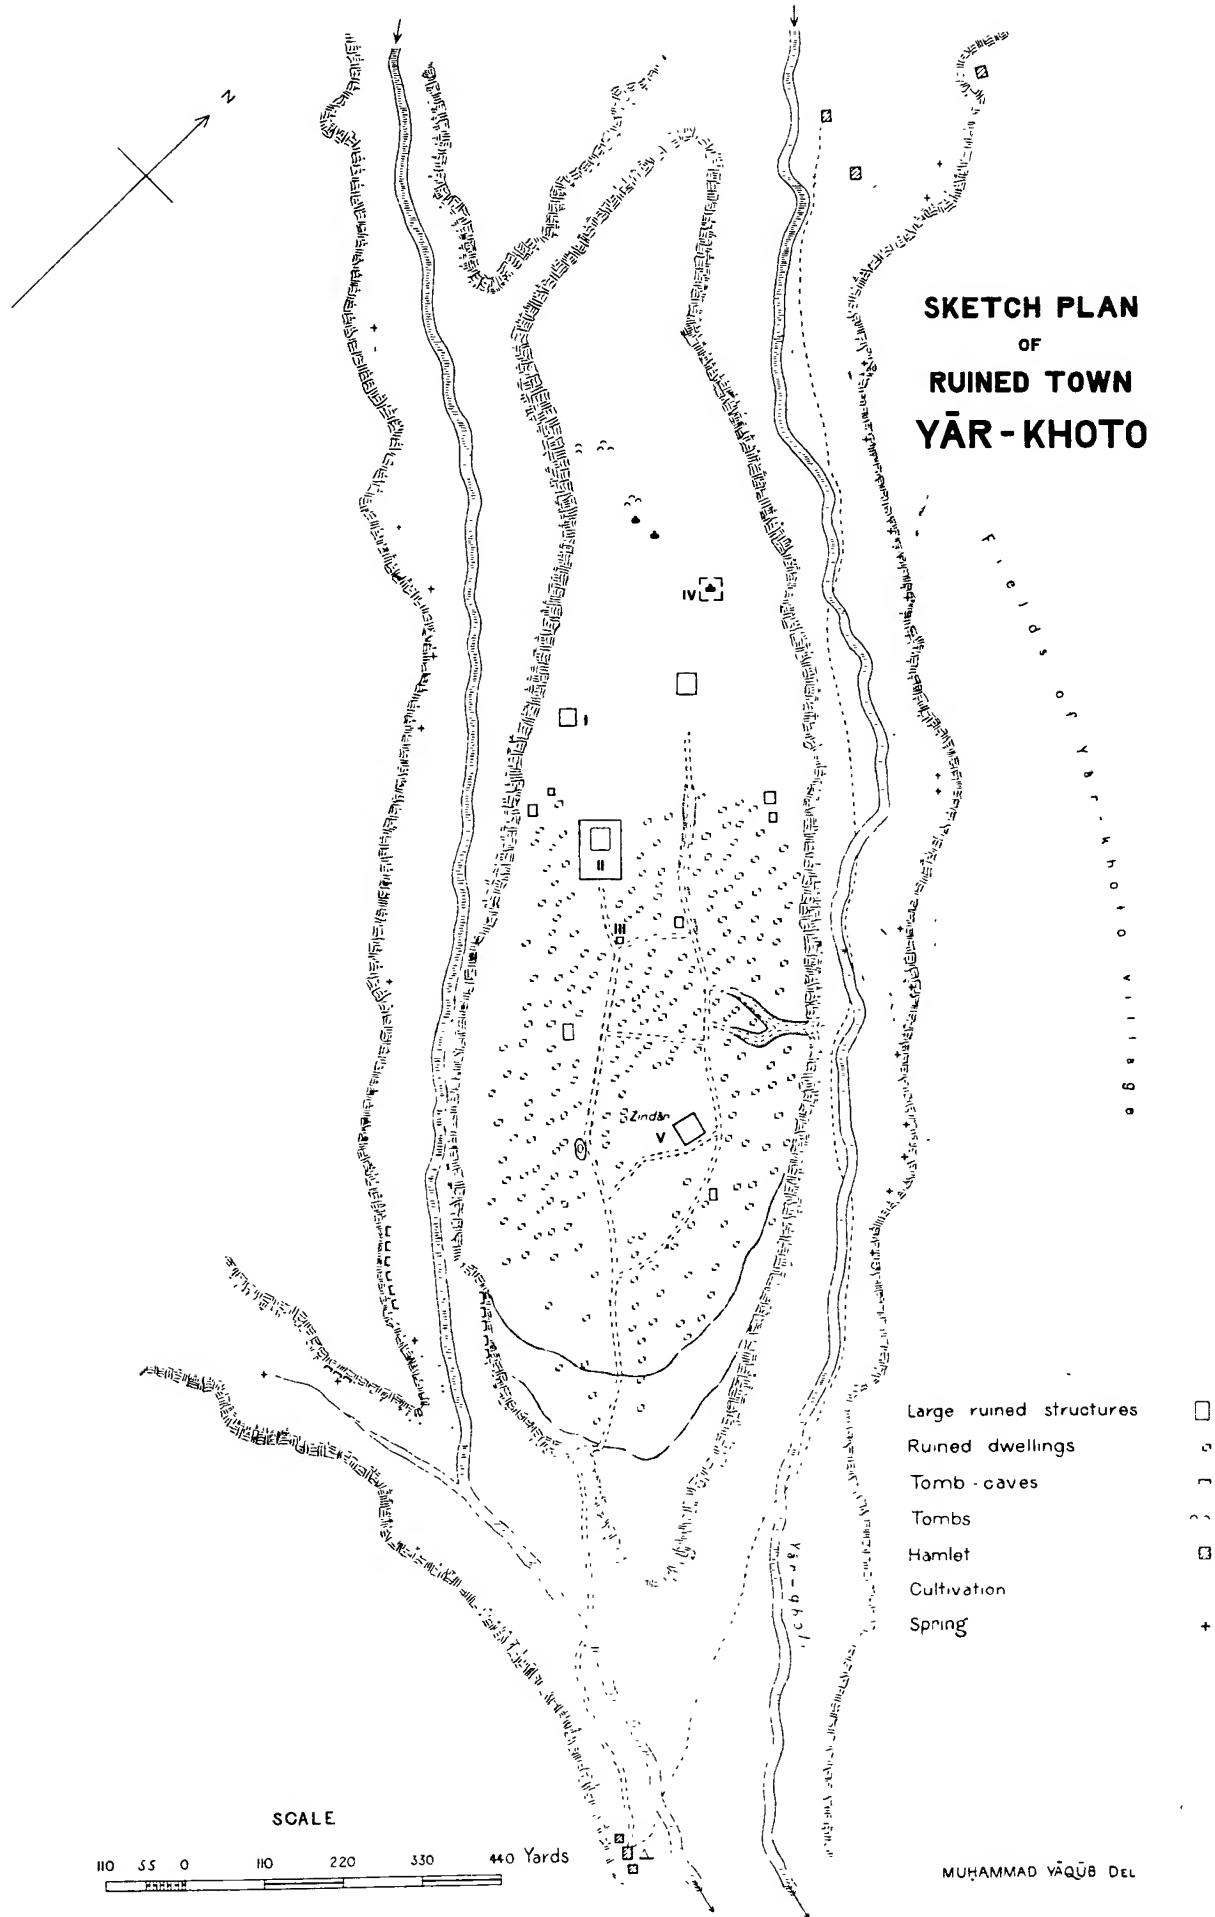 N
SKETCH PLAN
OF
RUINED TOWN
YĀR-KHOTO
Fields of Yār-khoto village
IV
I
II
III
Zindān
V
Yār-ghol
Large ruined structures
Ruined dwellings
Tomb-caves
Tombs
Hamlet
Cultivation
Spring
SCALE
110 55 0 110 220 330 440 Yards
MUḤAMMAD YĀQŪB DEL